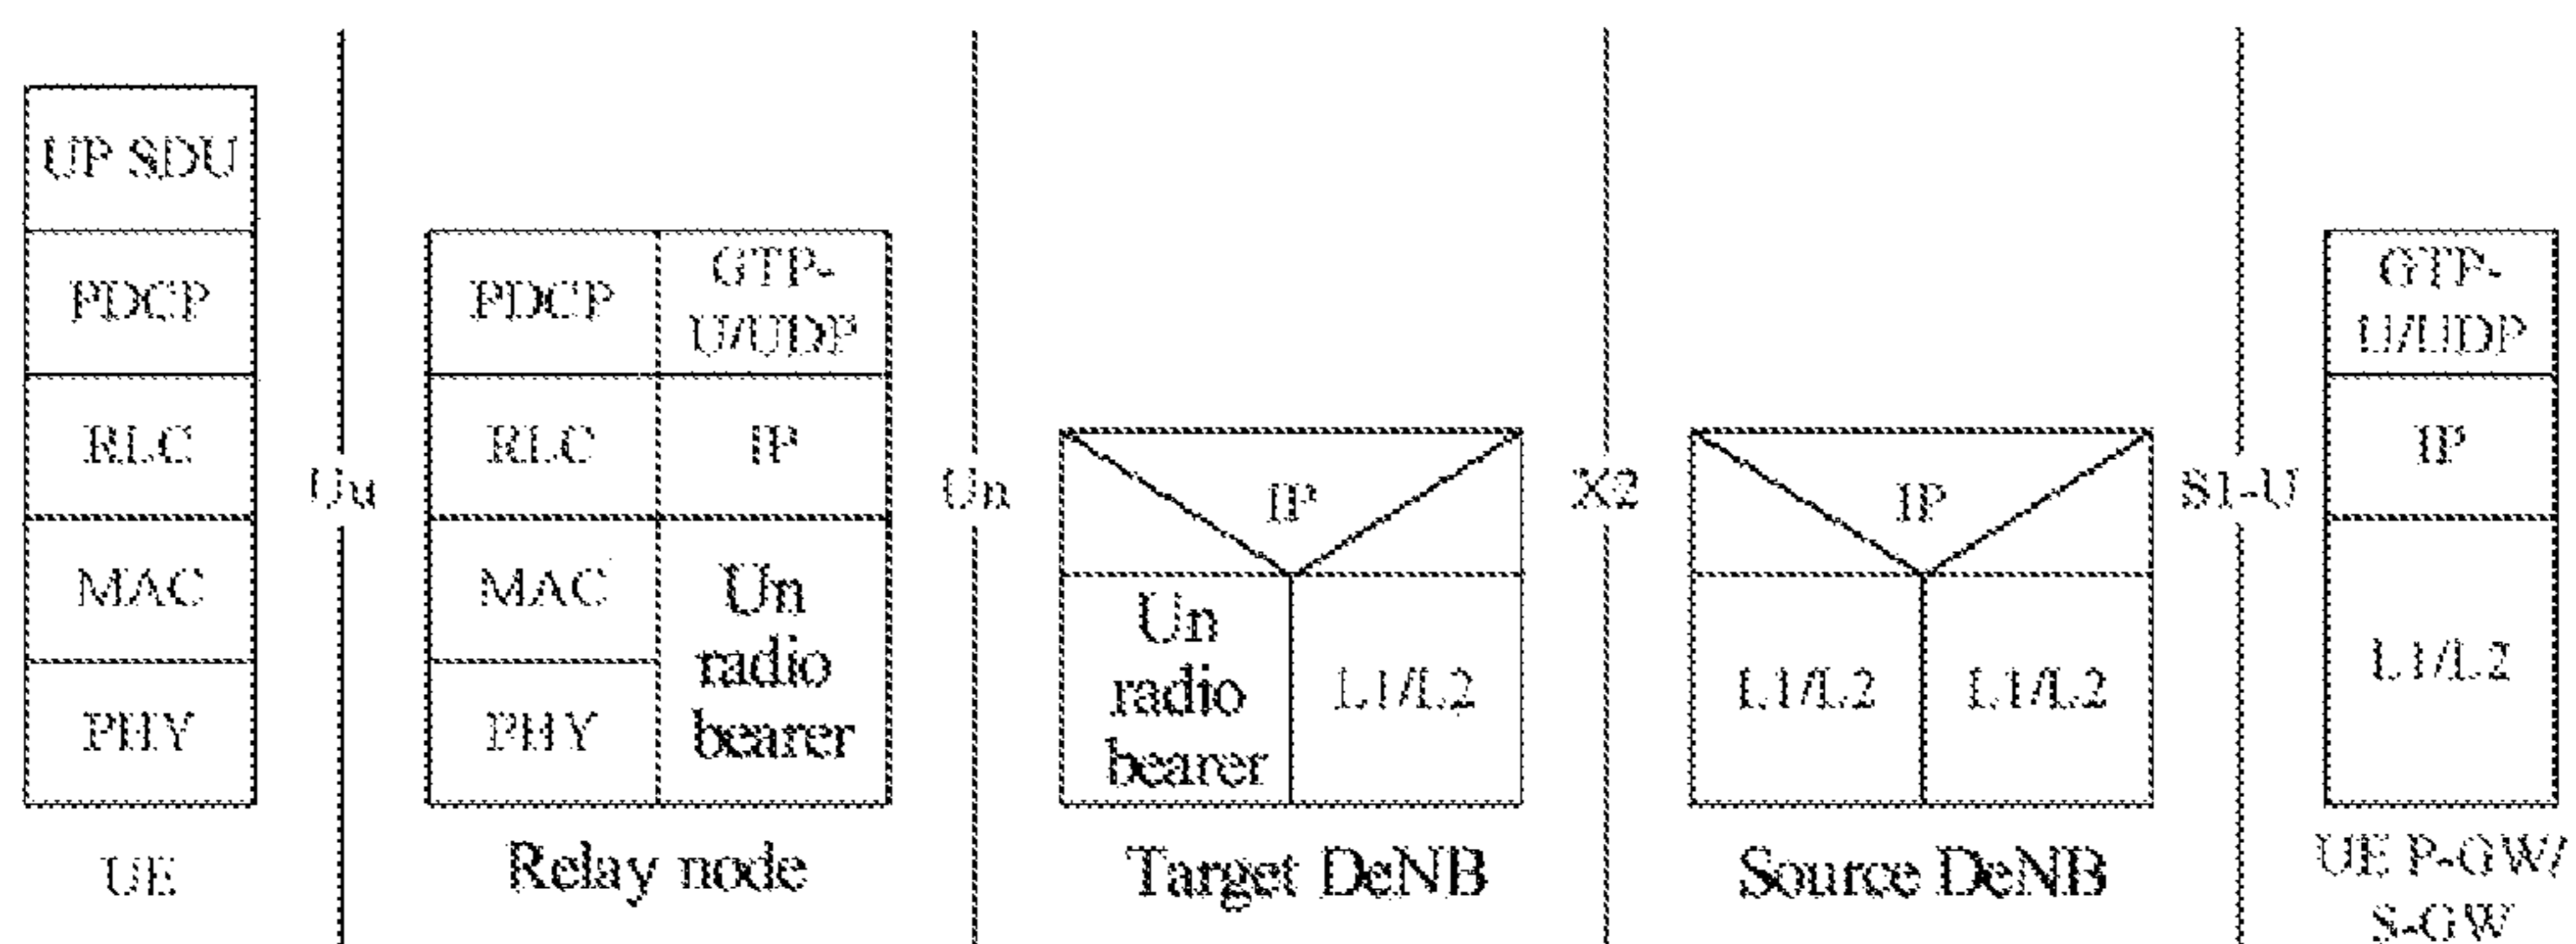 UP SDU
PDCP
RLC
MAC
PHY
UE
Uu
PDCP
GTP-
U/UDP
RLC
IP
MAC
PHY
Un
radio
bearer
Relay node
Un
IP
Un
radio
bearer
L1/L2
Target DeNB
X2
IP
L1/L2
L1/L2
Source DeNB
S1-U
GTP-
U/UDP
IP
L1/L2
UE P-GW/
S-GW